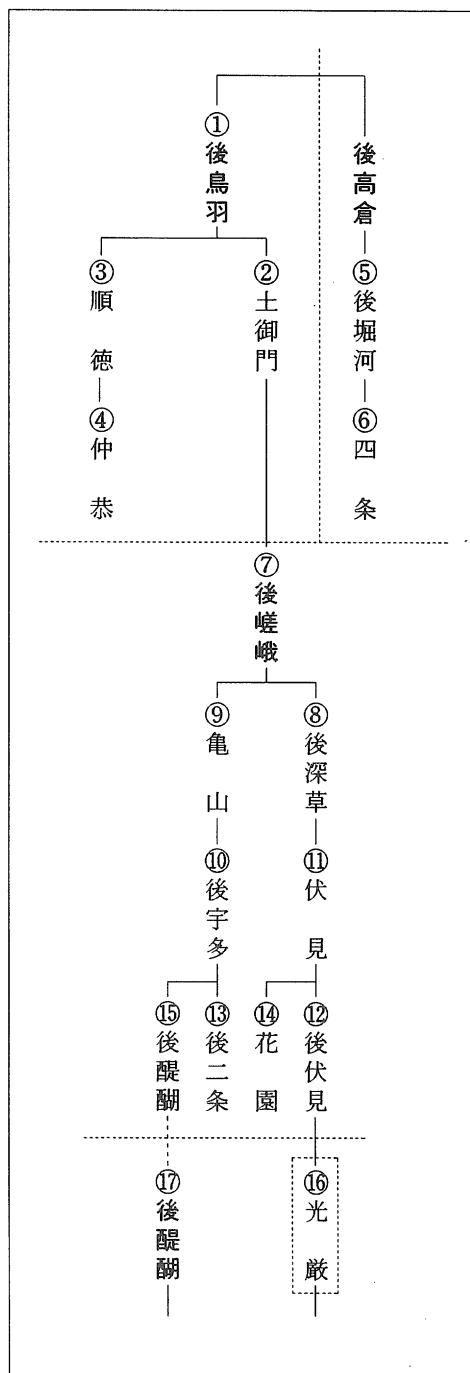 後高倉
⑤後堀河
⑥四条
①後鳥羽
②土御門
③順徳
④仲恭
⑦後嵯峨
⑧後深草
⑪伏見
⑨亀山
⑩後宇多
⑫後伏見
⑭花園
⑬後二条
⑮後醍醐
⑯光厳
⑰後醍醐